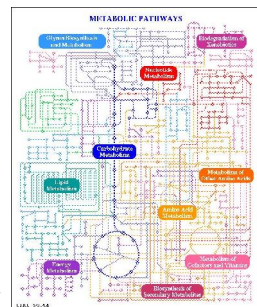 METABOLIC PATHWAYS
Glycan Biosynthesis
and Metabolism
Biodegradation of
Xenobiotics
Nucleotide
Metabolism
Carbohydrate
Metabolism
Metabolism of
Other Amino Acids
Lipid
Metabolism
Amino Acid
Metabolism
Energy
Metabolism
Metabolism of
Cofactors and Vitamins
Biosynthesis of
Secondary Metabolites